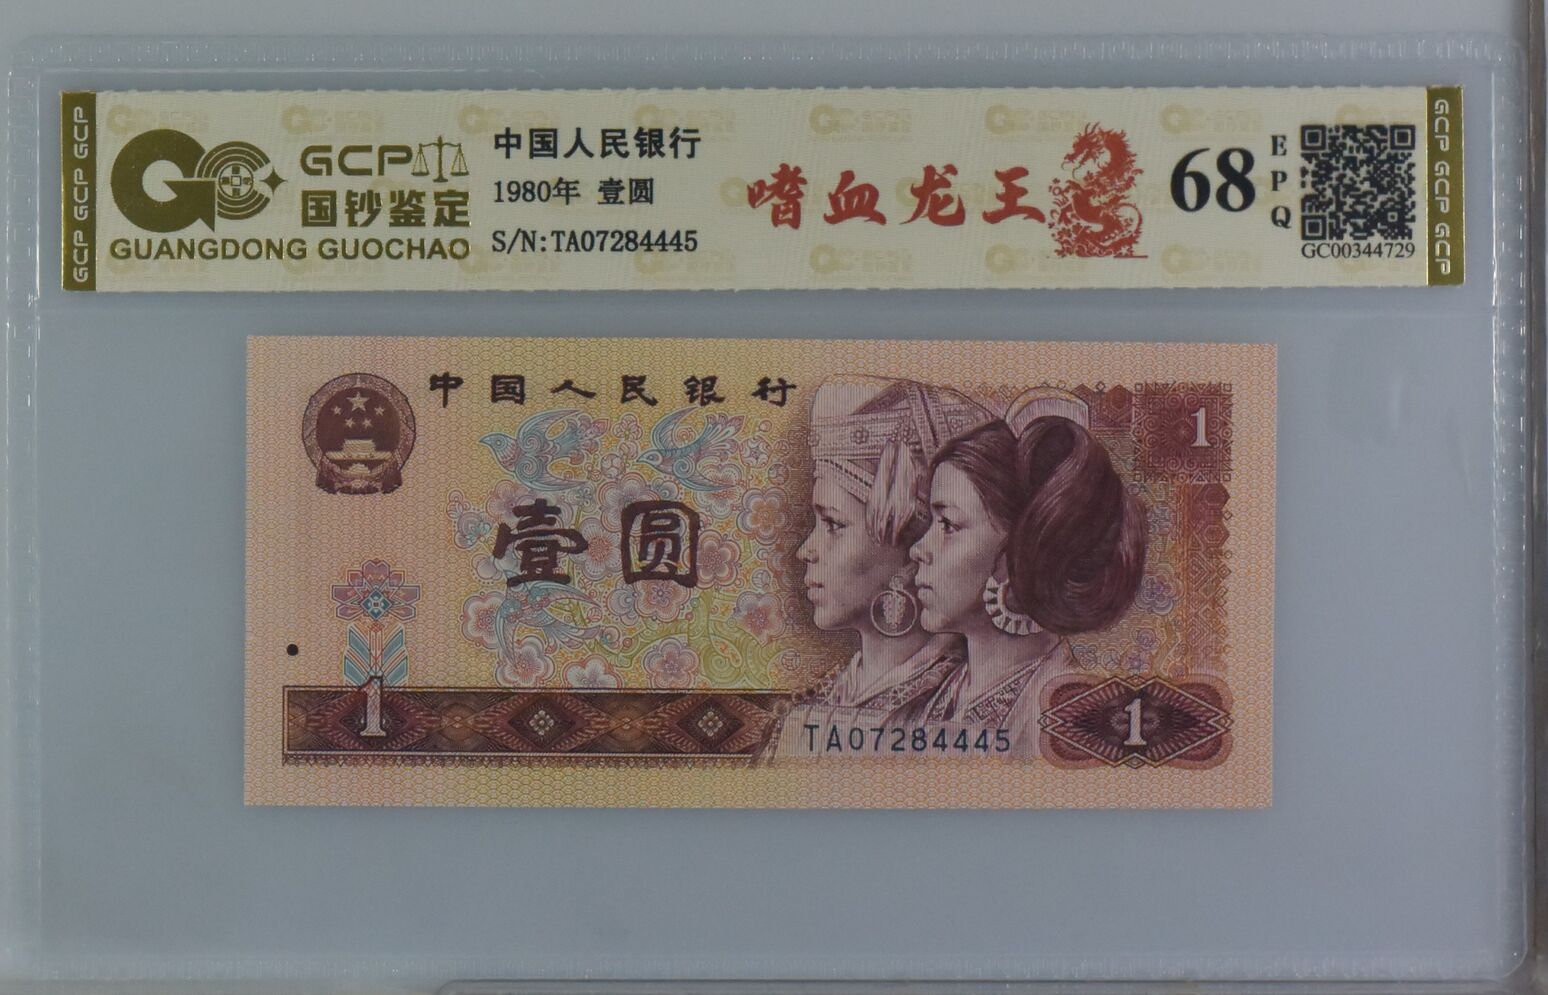 GCP GCP GCP
GCP
国钞鉴定
GUANGDONG GUOCHAO
中国人民银行
1980年 壹圆
S/N:TA07284445
嗜血龙王
68
EPQ
GC00344729
GCP GCP GCP
中国人民银行
1
壹圆
1
TA07284445
1